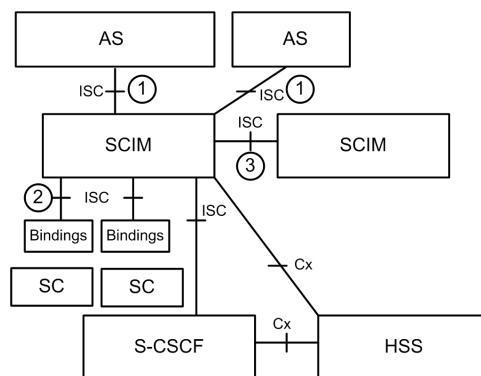 AS
AS
ISC 1
ISC 1
ISC
SCIM
SCIM
3
2 ISC
ISC
Bindings
Bindings
SC
SC
Cx
Cx
S-CSCF
HSS